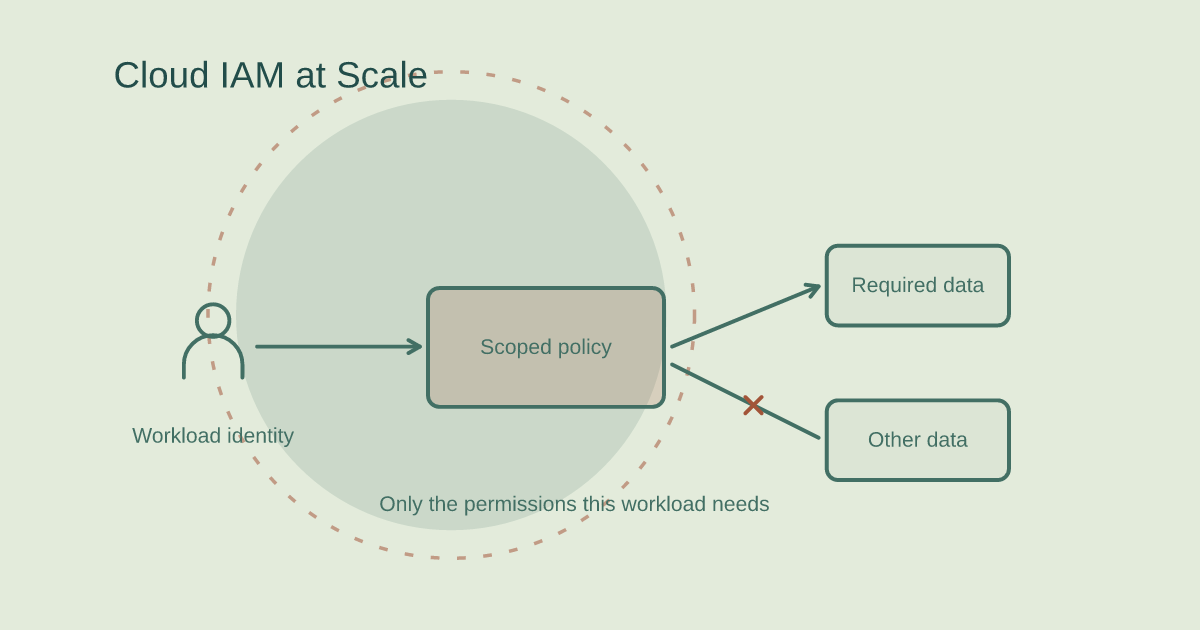 Cloud IAM at Scale
Required data
Scoped policy
Workload identity
Other data
Only the permissions this workload needs